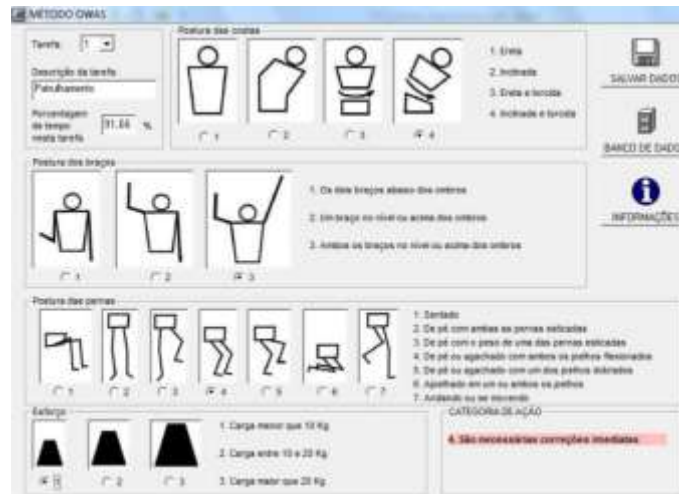 MÉTODO OWAS
Tarefa 1
Descrição da tarefa
Patrulhamento
Porcentagem
de tempo
nesta tarefa
91.66 %
Postura das costas
1. Ereta
2. Inclinada
3. Ereta e torcida
4. Inclinada e torcida
1 2 3 4
SALVAR DADOS
BANCO DE DADO
INFORMAÇÕES
Postura dos braços
1. Os dois braços abaixo dos ombros
2. Um braço no nível ou acima dos ombros
3. Ambos os braços no nível ou acima dos ombros
1 2 3
Postura das pernas
1. Sentado
2. De pé com ambas as pernas esticadas
3. De pé com o peso de uma das pernas esticadas
4. De pé ou agachado com ambos os joelhos flexionados
5. De pé ou agachado com um dos joelhos dobrados
6. Ajoelhado em um ou ambos os joelhos
7. Andando ou se movendo
1 2 3 4 5 6 7
Esforço
1. Carga menor que 10 Kg
2. Carga entre 10 e 20 Kg
3. Carga maior que 20 Kg
1 2 3
CATEGORIA DE AÇÃO
4. São necessárias correções imediatas